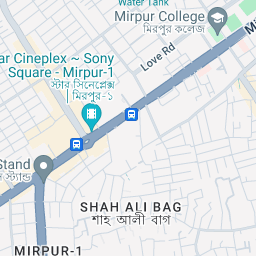 Water Tank
Mirpur College
মিরপুর কলেজ
Love Rd
ar Cineplex ~ Sony
Square - Mirpur-1
স্টার সিনেপ্লেক্স
মিরপুর-১
Mi
Stand
ন স্ট্যান্ড
SHAH ALI BAG
শাহ আলী বাগ
MIRPUR-1